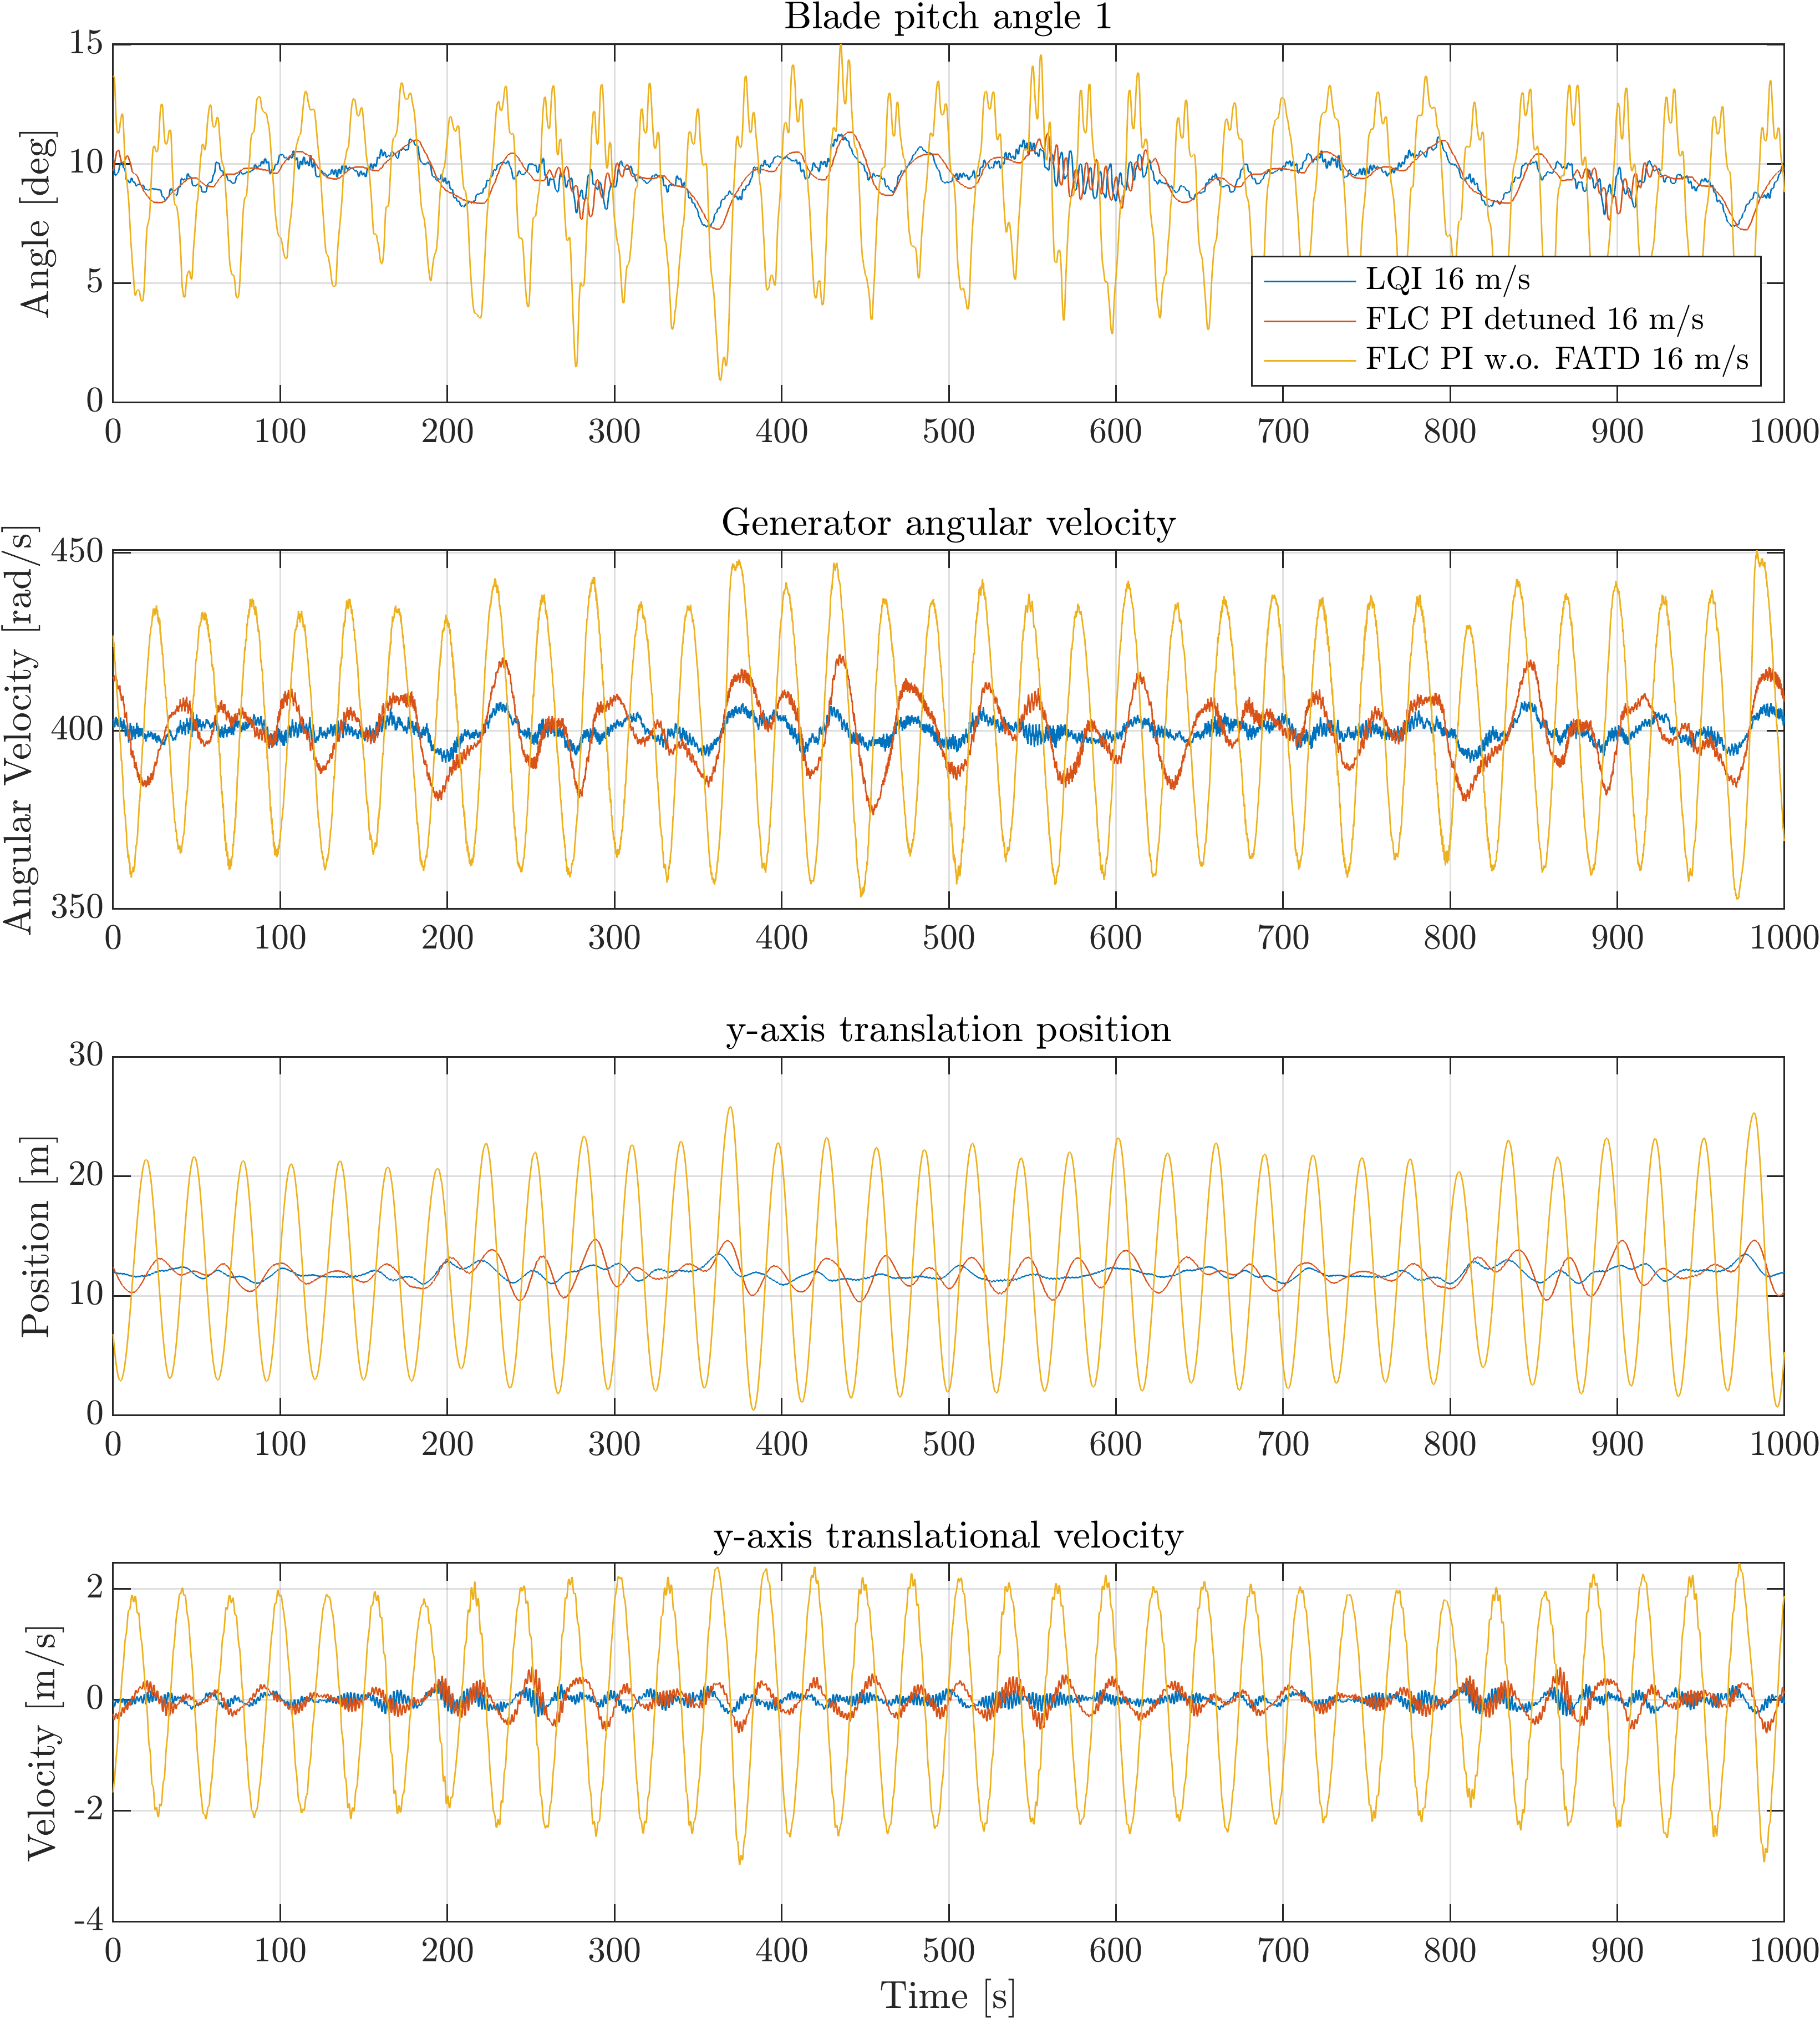 Blade pitch angle 1
Angle [deg]
15
10
5
0
LQI 16 m/s
FLC PI detuned 16 m/s
FLC PI w.o. FATD 16 m/s
0 100 200 300 400 500 600 700 800 900 1000
Generator angular velocity
Angular Velocity [rad/s]
450
400
350
0 100 200 300 400 500 600 700 800 900 1000
y-axis translation position
Position [m]
30
20
10
0
0 100 200 300 400 500 600 700 800 900 1000
y-axis translational velocity
Velocity [m/s]
2
0
-2
-4
0 100 200 300 400 500 600 700 800 900 1000
Time [s]